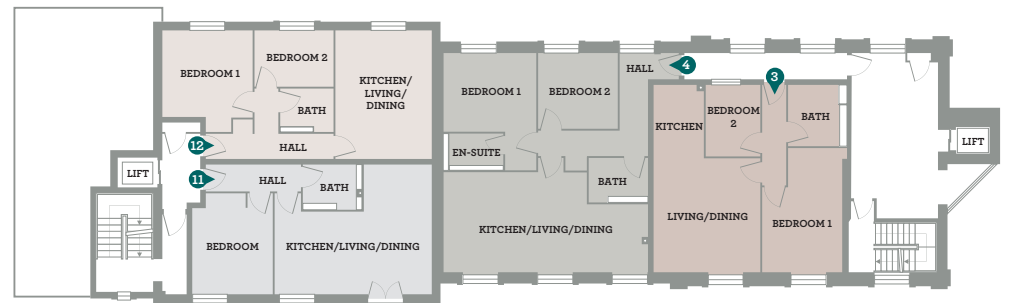 BEDROOM 1
BEDROOM 2
BATH
KITCHEN/
LIVING/
DINING
HALL
12
LIFT
11
HALL
BATH
BEDROOM
KITCHEN/LIVING/DINING
4
HALL
BEDROOM 1
BEDROOM 2
EN-SUITE
BATH
KITCHEN/LIVING/DINING
3
KITCHEN
BEDROOM
2
BATH
LIVING/DINING
BEDROOM 1
LIFT